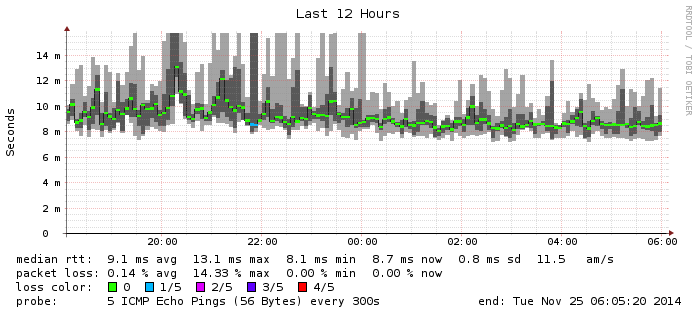 Last 12 Hours
RRDTOOL / TOBI OETIKER
Seconds
14 m
12 m
10 m
8 m
6 m
4 m
2 m
0
20:00 22:00 00:00 02:00 04:00 06:00
median rtt: 9.1 ms avg 13.1 ms max 8.1 ms min 8.7 ms now 0.8 ms sd 11.5 am/s
packet loss: 0.14 % avg 14.33 % max 0.00 % min 0.00 % now
loss color: 0 1/5 2/5 3/5 4/5
probe: 5 ICMP Echo Pings (56 Bytes) every 300s end: Tue Nov 25 06:05:20 2014